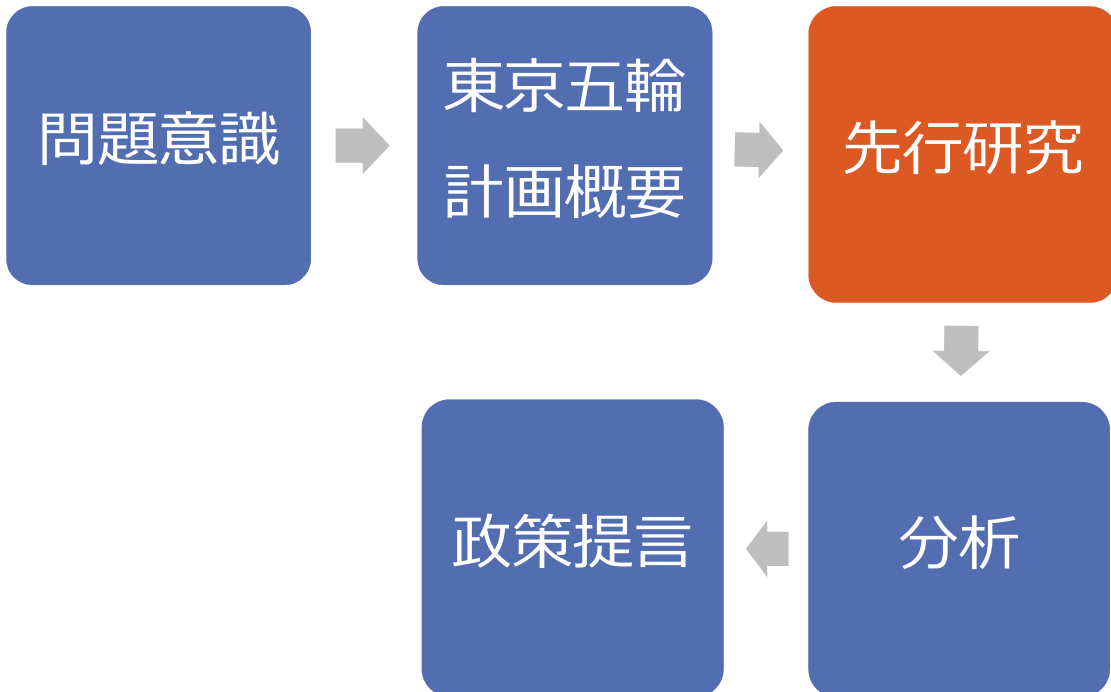 問題意識
東京五輪
計画概要
先行研究
分析
政策提言